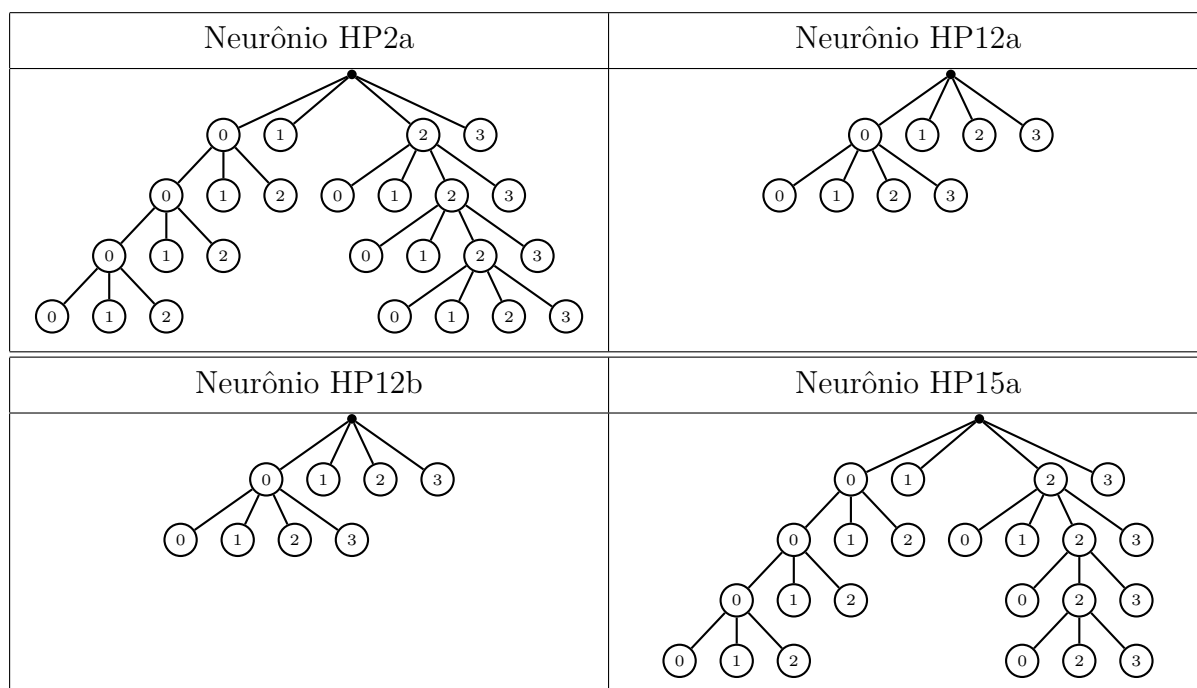 Neurônio HP2a
Neurônio HP12a
0 1 2 3
0 1 2 0 1 2 3
0 1 2 0 1 2 3
0 1 2 0 1 2 3
0 1 2 3
0 1 2 3
Neurônio HP12b
Neurônio HP15a
0 1 2 3
0 1 2 3
0 1 2 3
0 1 2 0 1 2 3
0 1 2 0 2 3
0 1 2 0 2 3